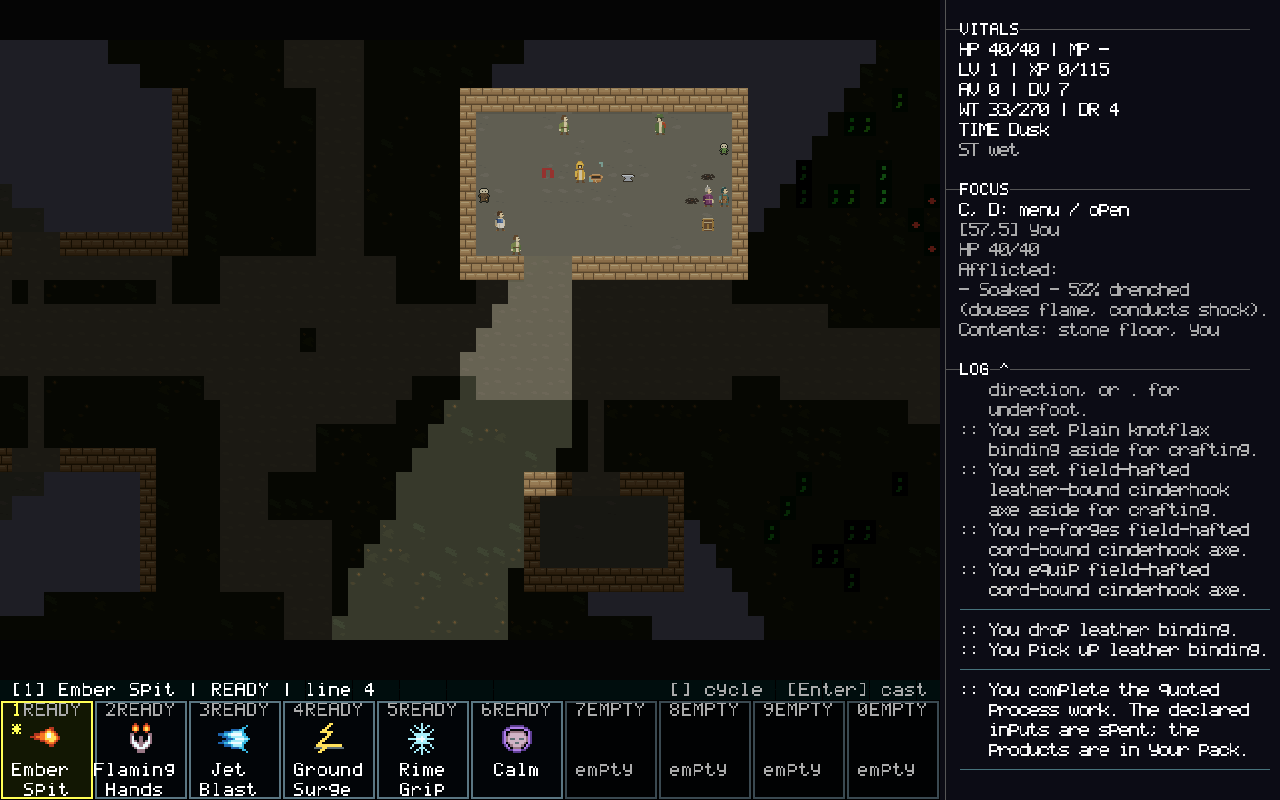 VITALS
HP 40/40 | MP -
LV 1 | XP 0/115
AV 0 | DV 7
WT 33/270 | DR 4
TIME Dusk
ST wet
FOCUS
C, D: menu / oPen
[57,5] You
HP 40/40
Afflicted:
- Soaked - 52% drenched
(douses flame, conducts shock).
Contents: stone floor, You
LOG ^
direction, or . for
underfoot.
:: You set Plain knotflax
binding aside for crafting.
:: You set field-hafted
leather-bound cinderhook
axe aside for crafting.
:: You re-forges field-hafted
cord-bound cinderhook axe.
:: You equiP field-hafted
cord-bound cinderhook axe.
:: You droP leather binding.
:: You Pick uP leather binding.
:: You comPlete the quoted
Process work. The declared
inPuts are sPent; the
Products are in Your Pack.
[1] Ember SPit | READY | line 4
[] cycle [Enter] cast
1READY 2READY 3READY 4READY 5READY 6READY 7EMPTY 8EMPTY 9EMPTY 0EMPTY
*
Ember Flaming Jet Ground Rime Calm emPty emPty emPty emPty
SPit Hands Blast Surge GriP